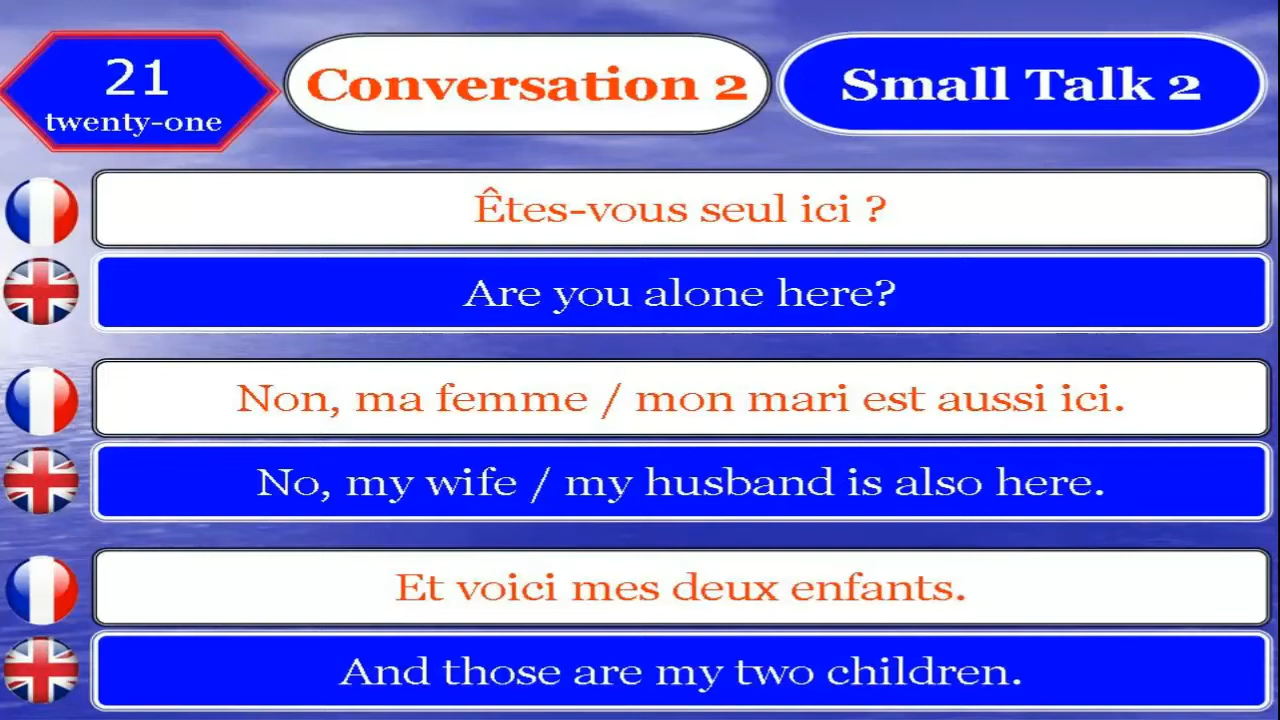 21
twenty-one
Conversation 2
Small Talk 2
Êtes-vous seul ici ?
Are you alone here?
Non, ma femme / mon mari est aussi ici.
No, my wife / my husband is also here.
Et voici mes deux enfants.
And those are my two children.